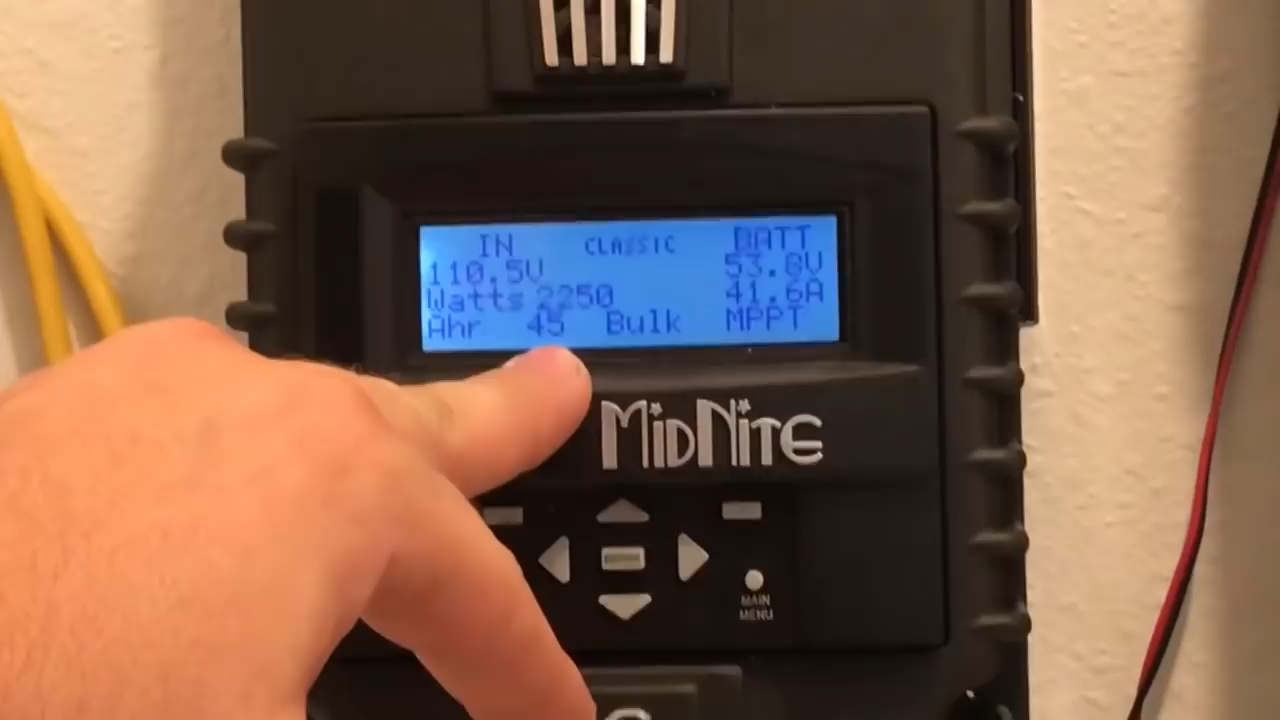 IN CLASSIC BATT
110.5V 53.8V
Watts 2250 41.6A
Ahr 45 Bulk MPPT
MIDNITE
MAIN
MENU